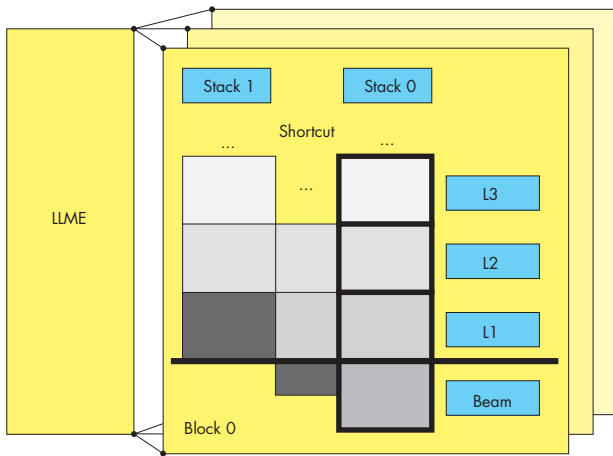 Stack 1
Stack 0
Shortcut
...
...
...
L3
LLME
L2
L1
Beam
Block 0